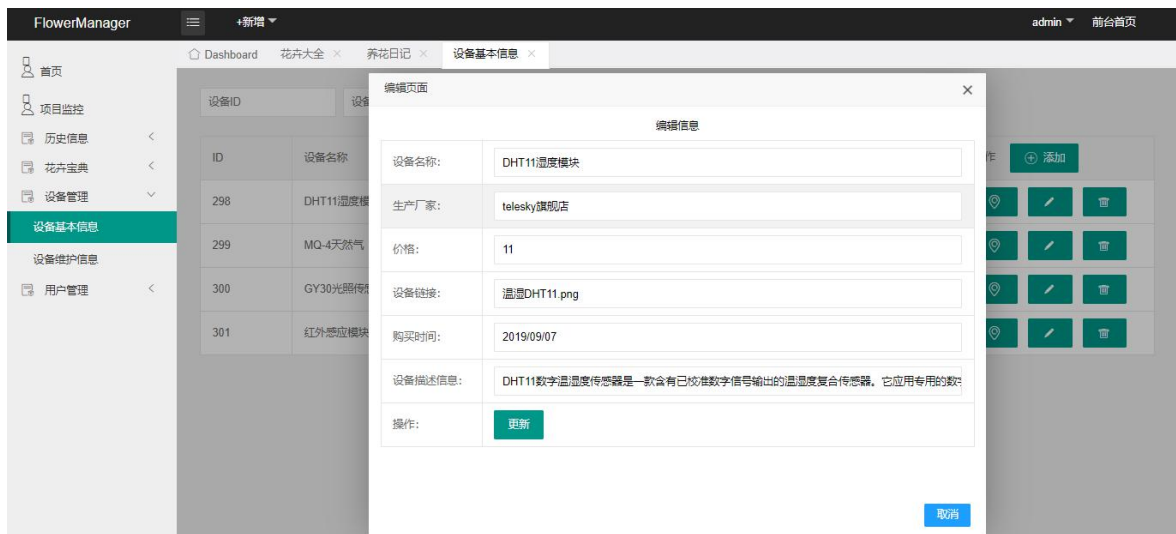 FlowerManager
+新增
admin
前台首页
首页
项目监控
历史信息
花卉宝典
设备管理
设备基本信息
设备维护信息
用户管理
Dashboard
花卉大全
养花日记
设备基本信息
设备ID
ID 设备名称
添加
298 DHT11湿度
299 MQ-4天然气
300 GY30光照
301 红外感应模块
编辑页面
编辑信息
设备名称: DHT11湿度模块
生产厂家: telesky旗舰店
价格: 11
设备链接: 温湿DHT11.png
购买时间: 2019/09/07
设备描述信息: DHT11数字温湿度传感器是一款含有已校准数字信号输出的温湿度复合传感器。它应用专用的数
操作: 更新
取消